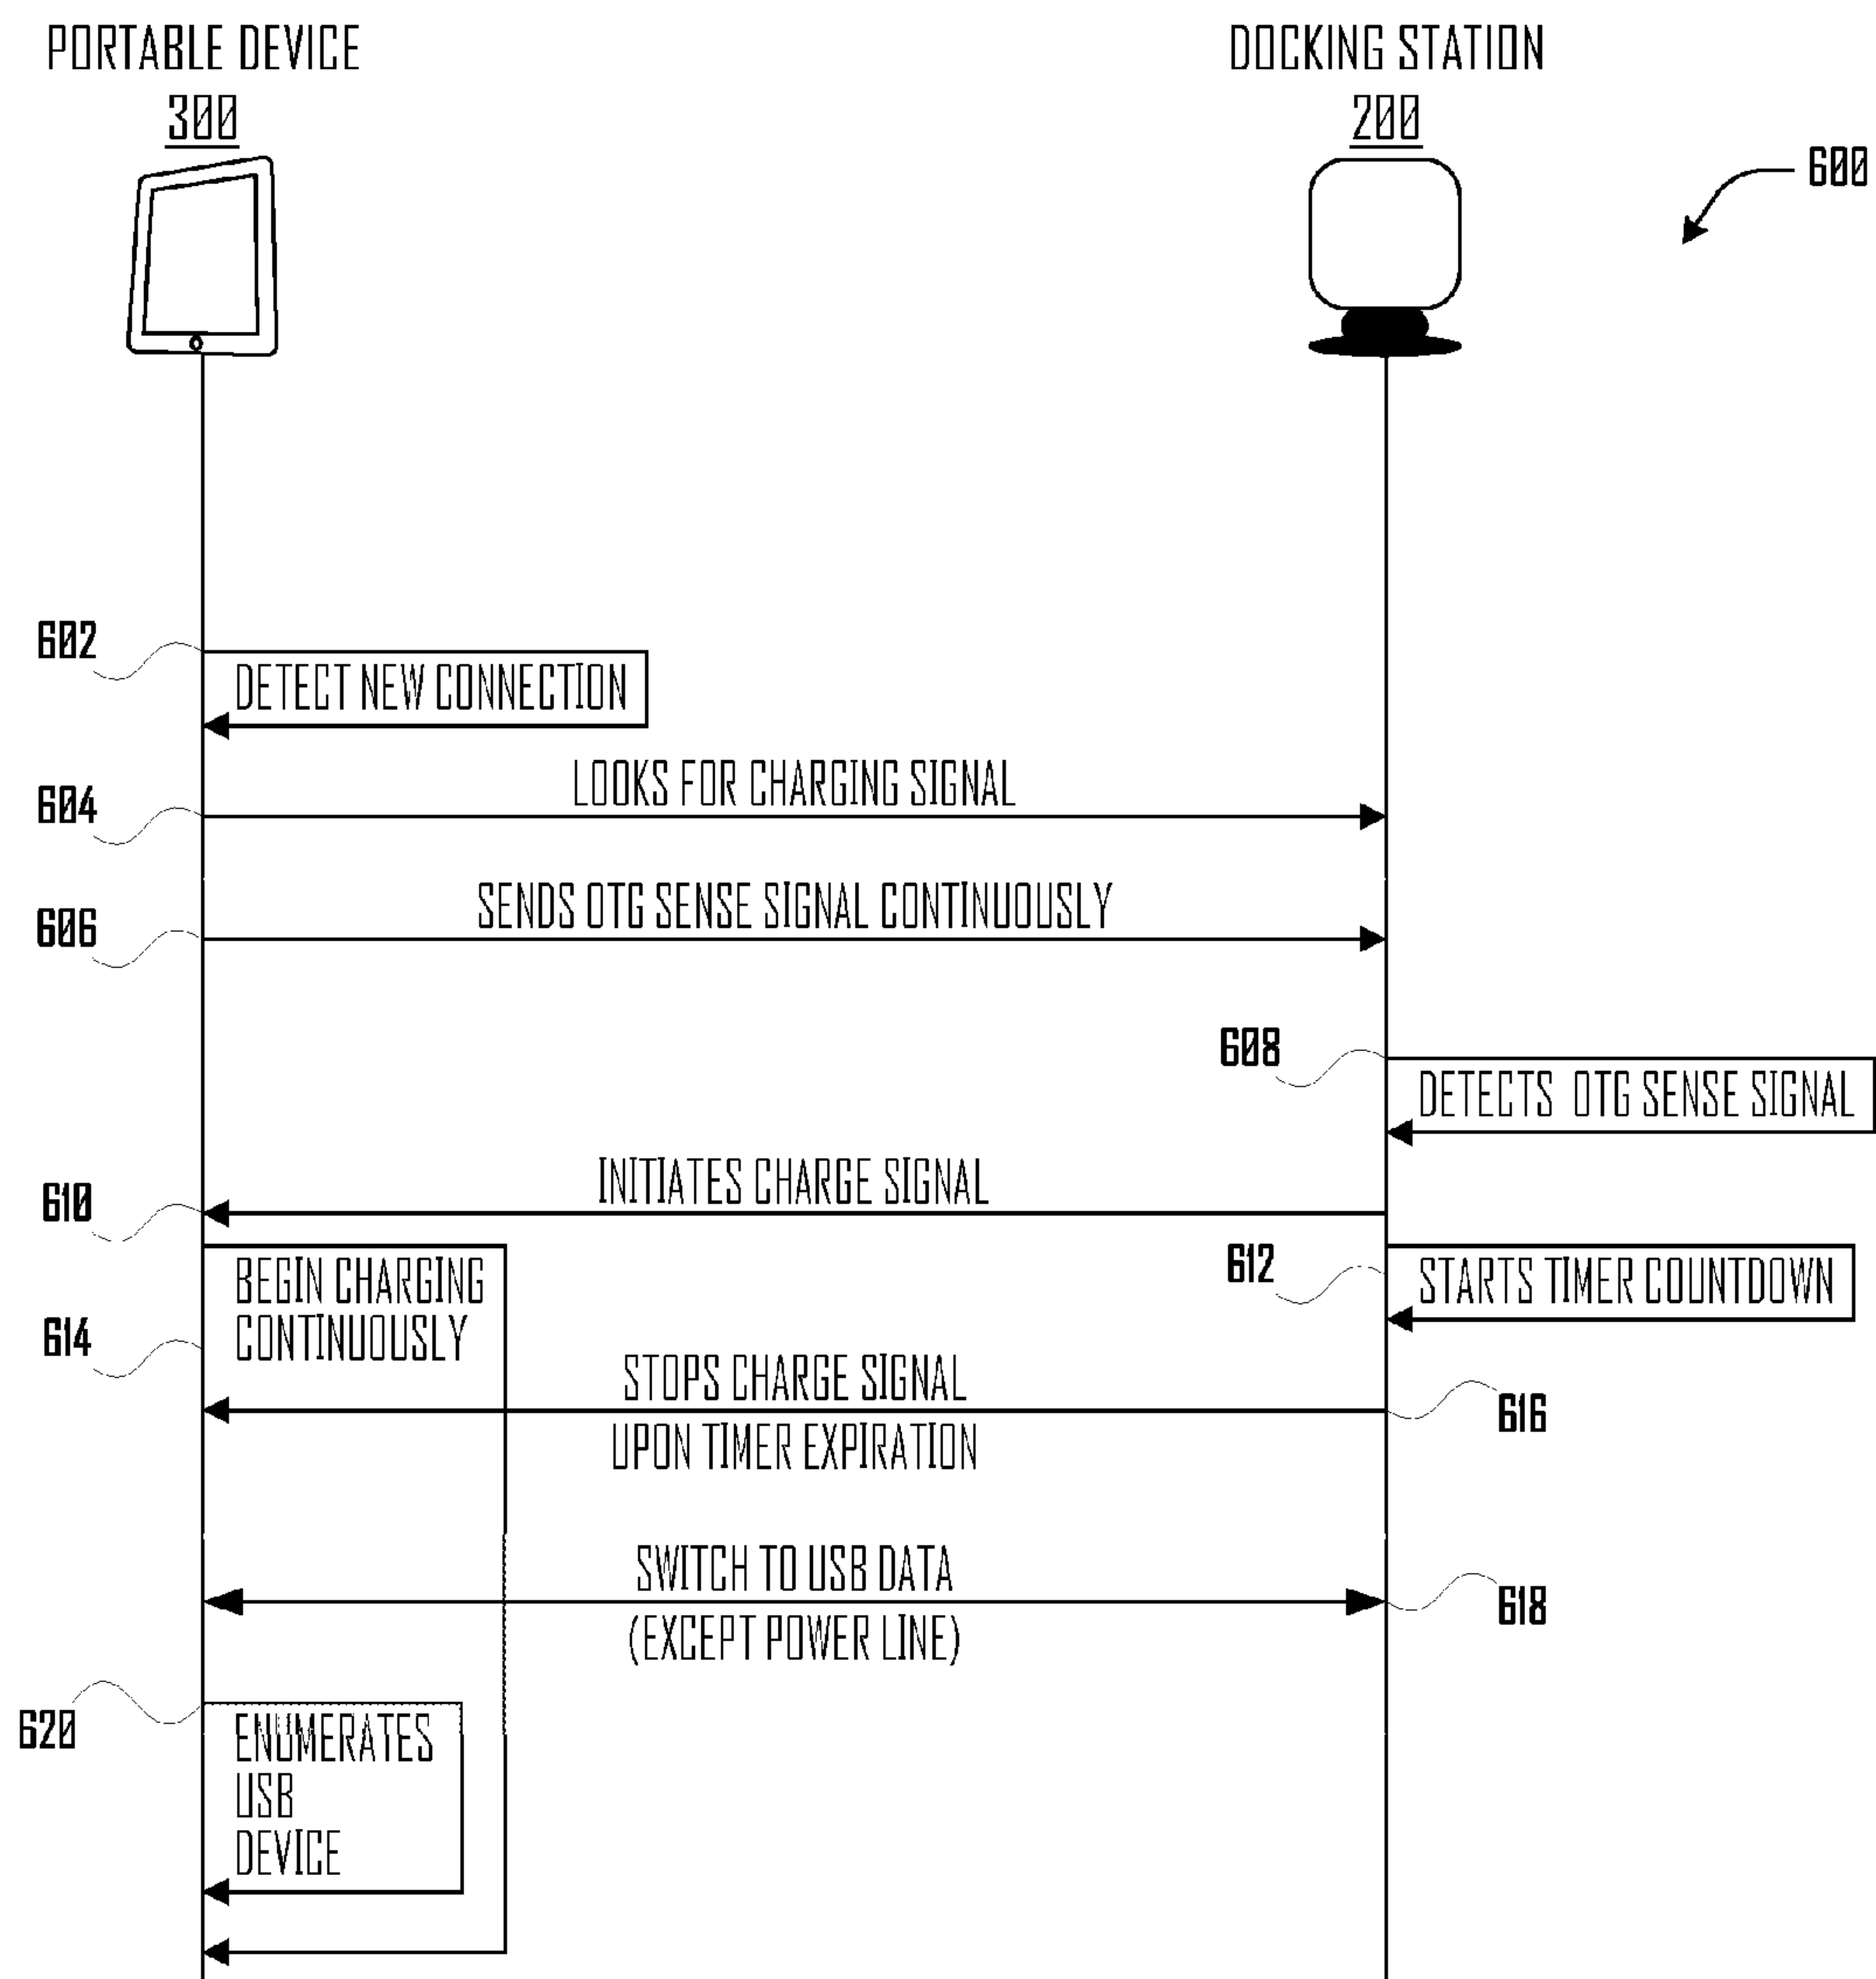 PORTABLE DEVICE
300
DOCKING STATION
200
600
602
DETECT NEW CONNECTION
604
LOOKS FOR CHARGING SIGNAL
606
SENDS OTG SENSE SIGNAL CONTINUOUSLY
608
DETECTS OTG SENSE SIGNAL
610
INITIATES CHARGE SIGNAL
612
STARTS TIMER COUNTDOWN
614
BEGIN CHARGING
CONTINUOUSLY
STOPS CHARGE SIGNAL
UPON TIMER EXPIRATION
616
SWITCH TO USB DATA
(EXCEPT POWER LINE)
618
620
ENUMERATES
USB
DEVICE